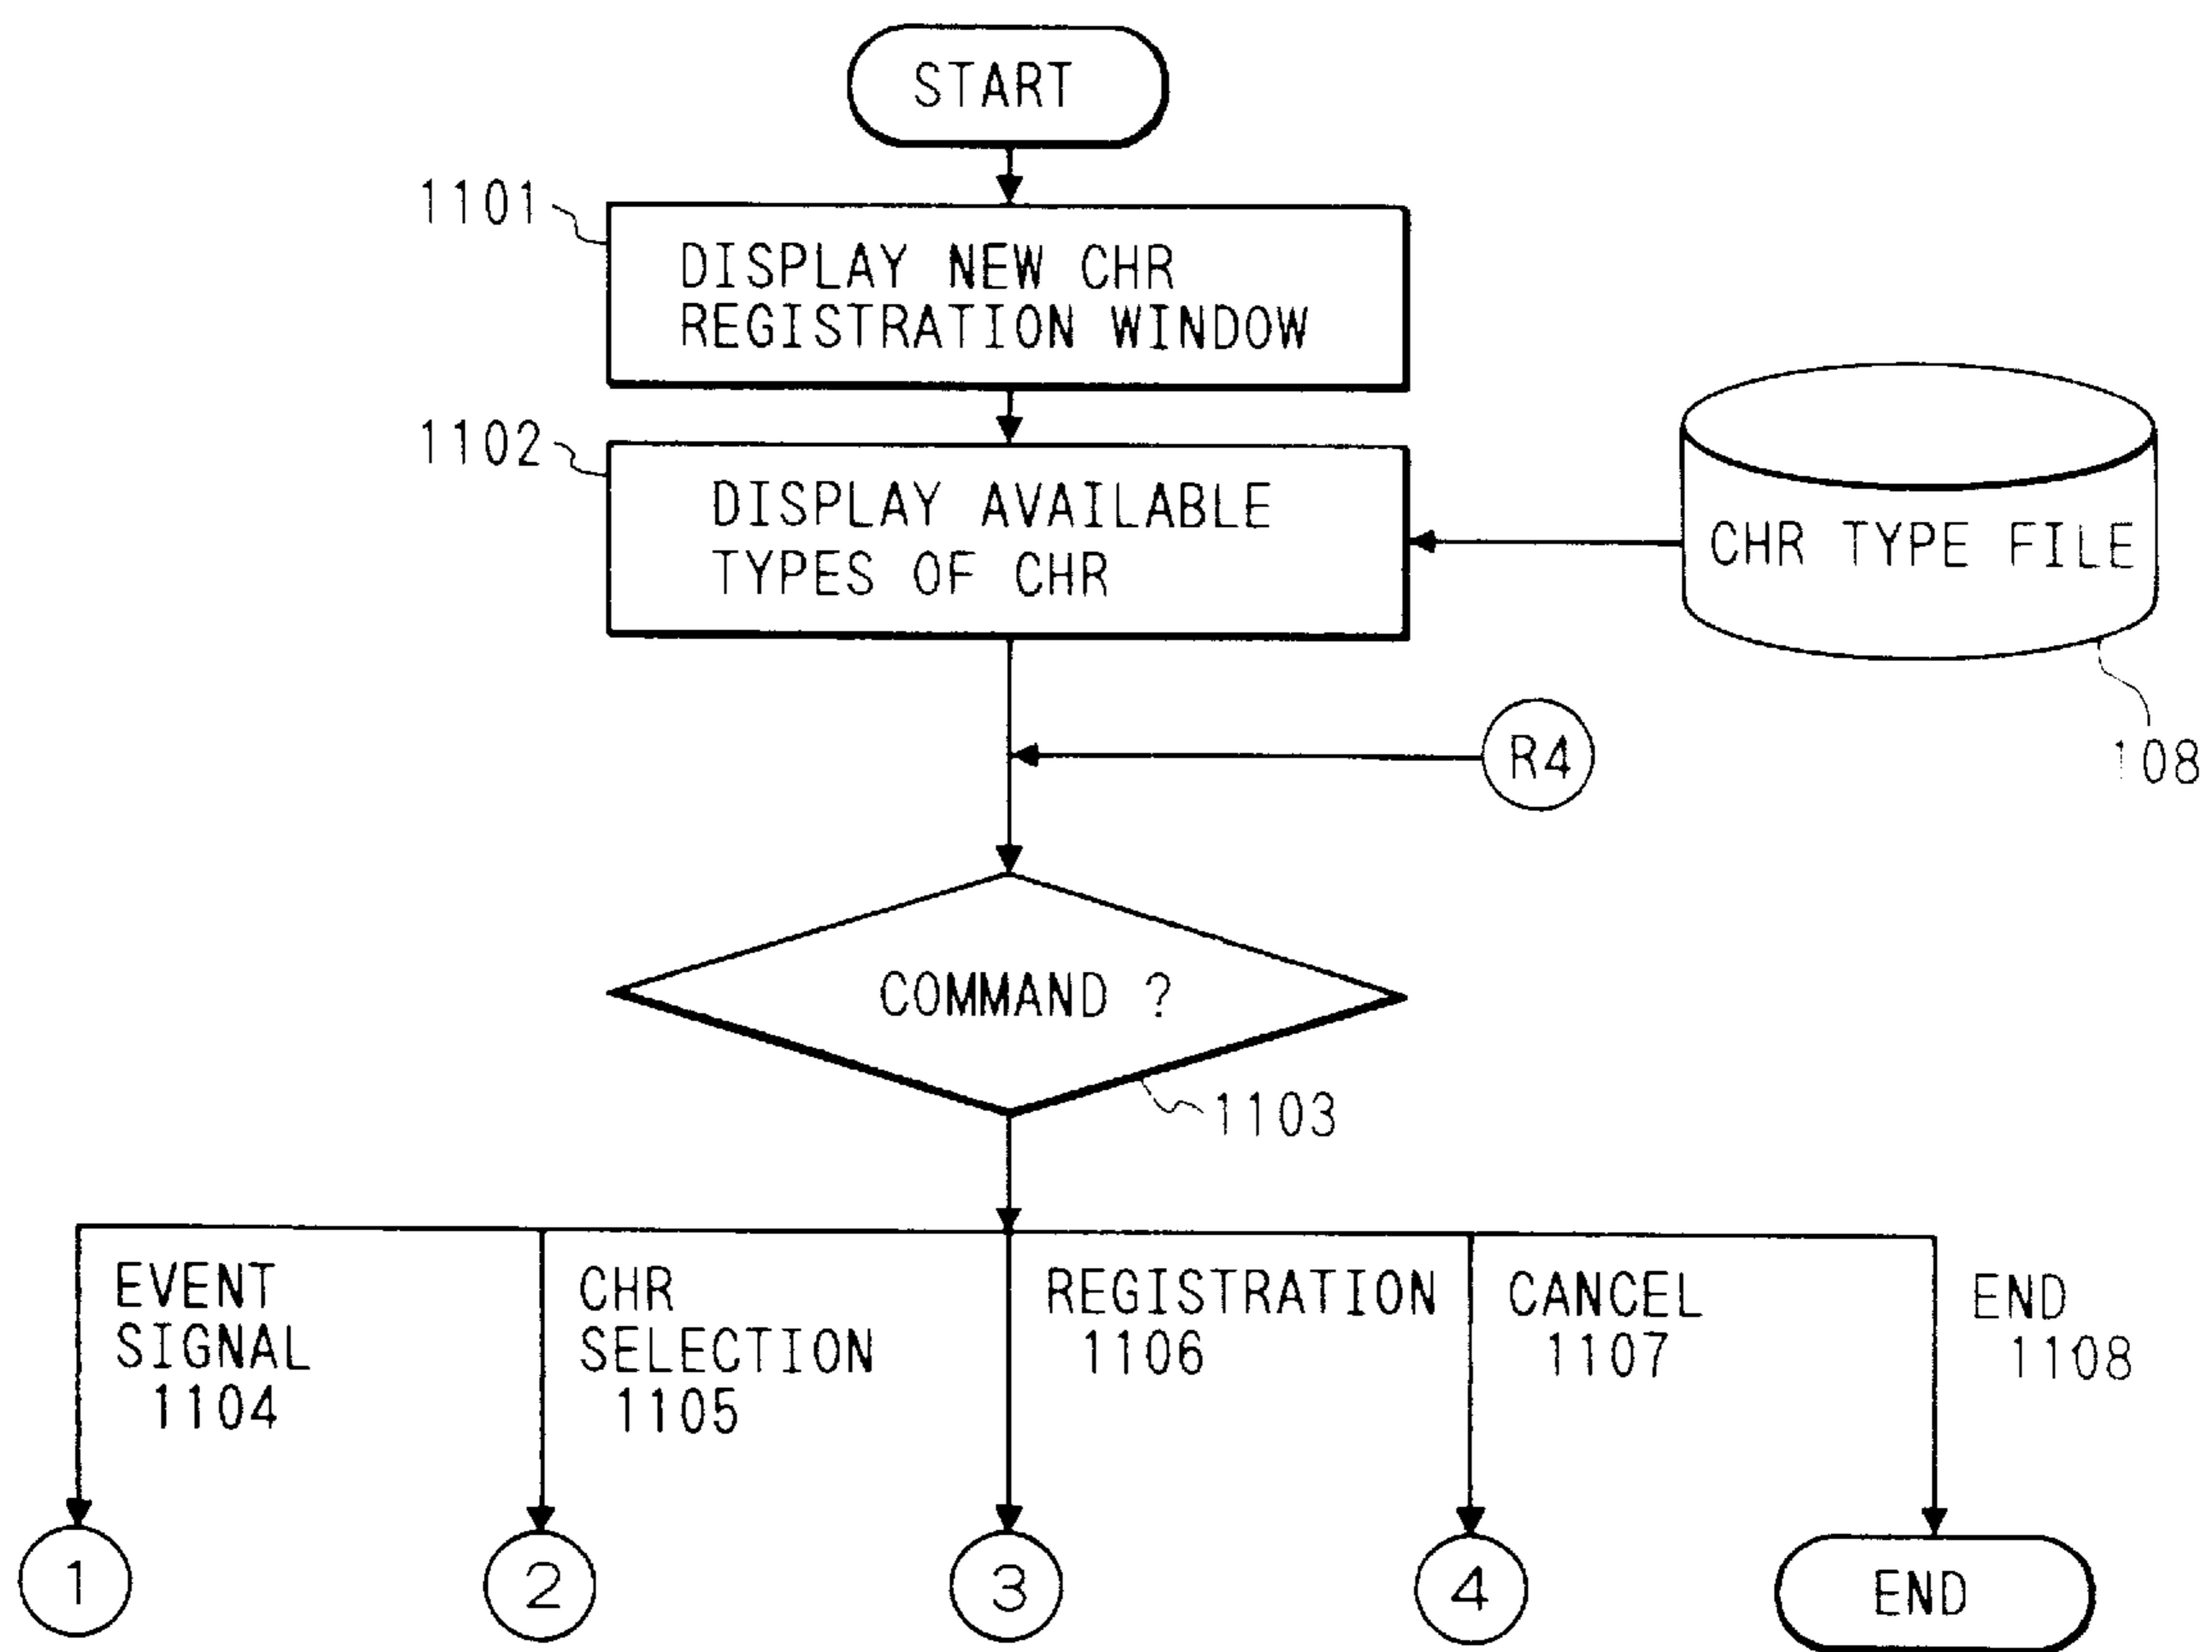 START
1101
DISPLAY NEW CHR
REGISTRATION WINDOW
1102
DISPLAY AVAILABLE
TYPES OF CHR
CHR TYPE FILE
108
R4
COMMAND ?
1103
EVENT
SIGNAL
1104
CHR
SELECTION
1105
REGISTRATION
1106
CANCEL
1107
END
1108
1
2
3
4
END